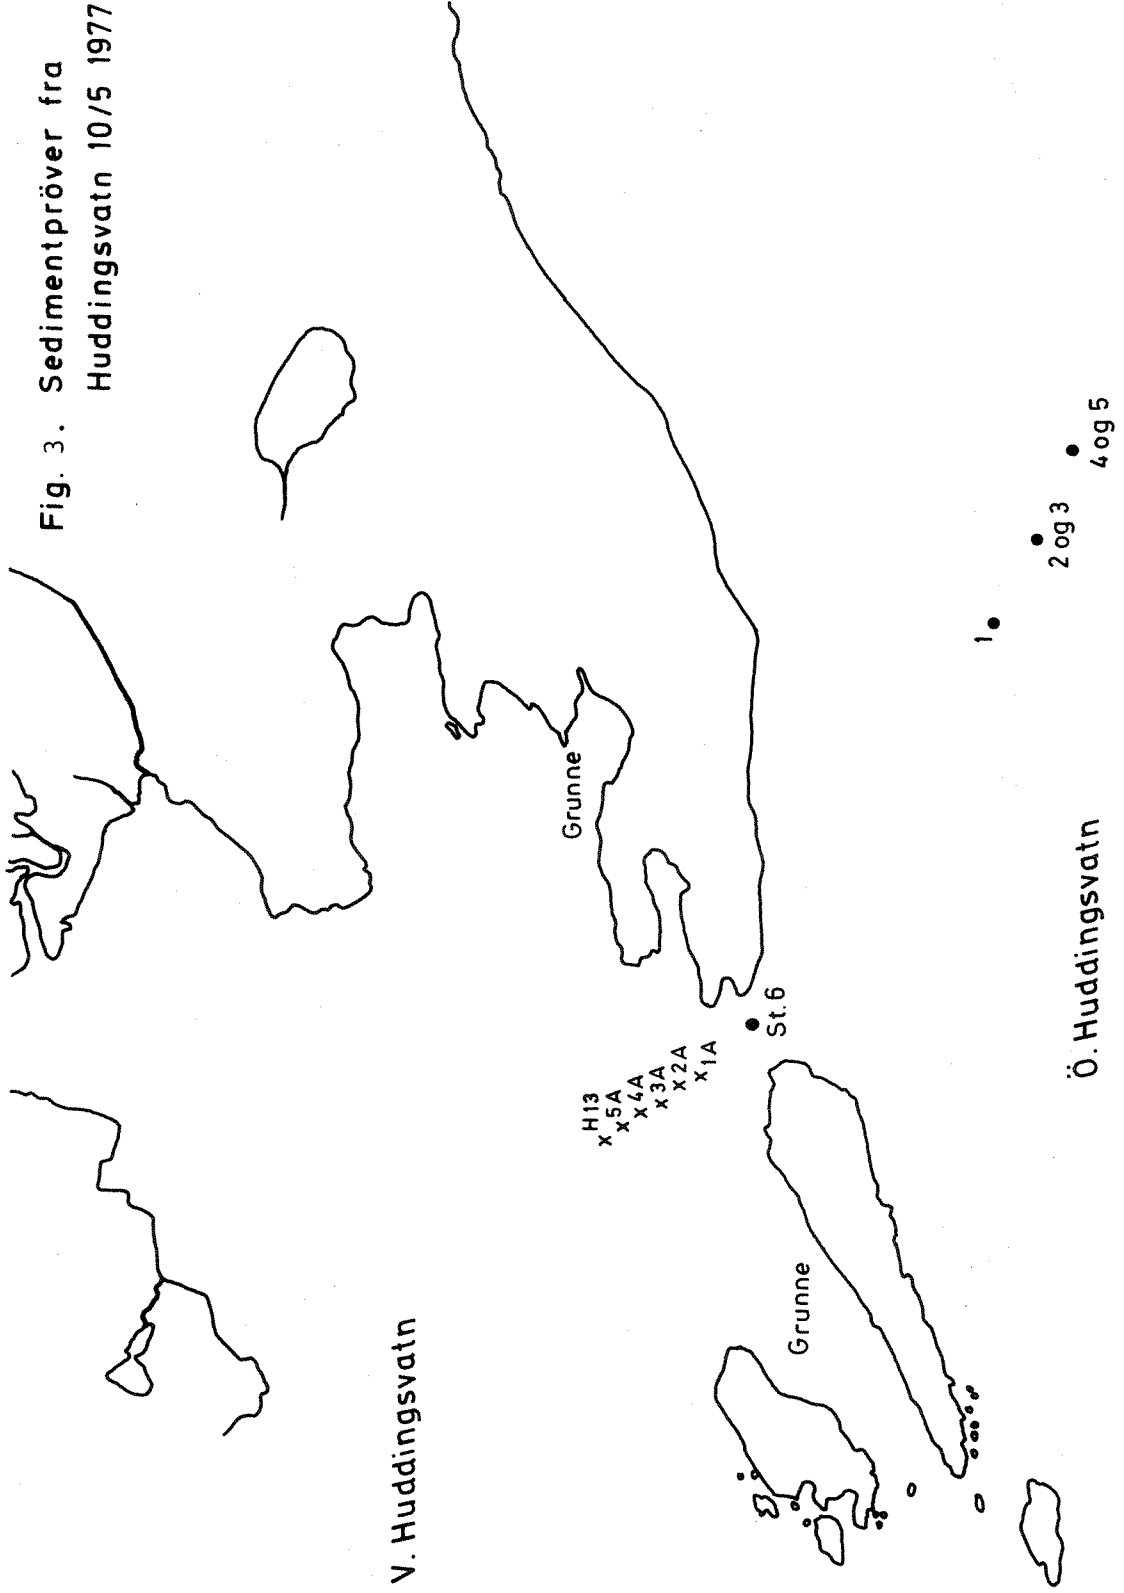 Fig. 3. Sedimentpröver fra
Huddingsvatn 10/5 1977
V. Huddingsvatn
Grunne
xH13
x5A
x4A
x3A
x2A
x1A
St.6
Grunne
1
2og3
4og5
Ö. Huddingsvatn